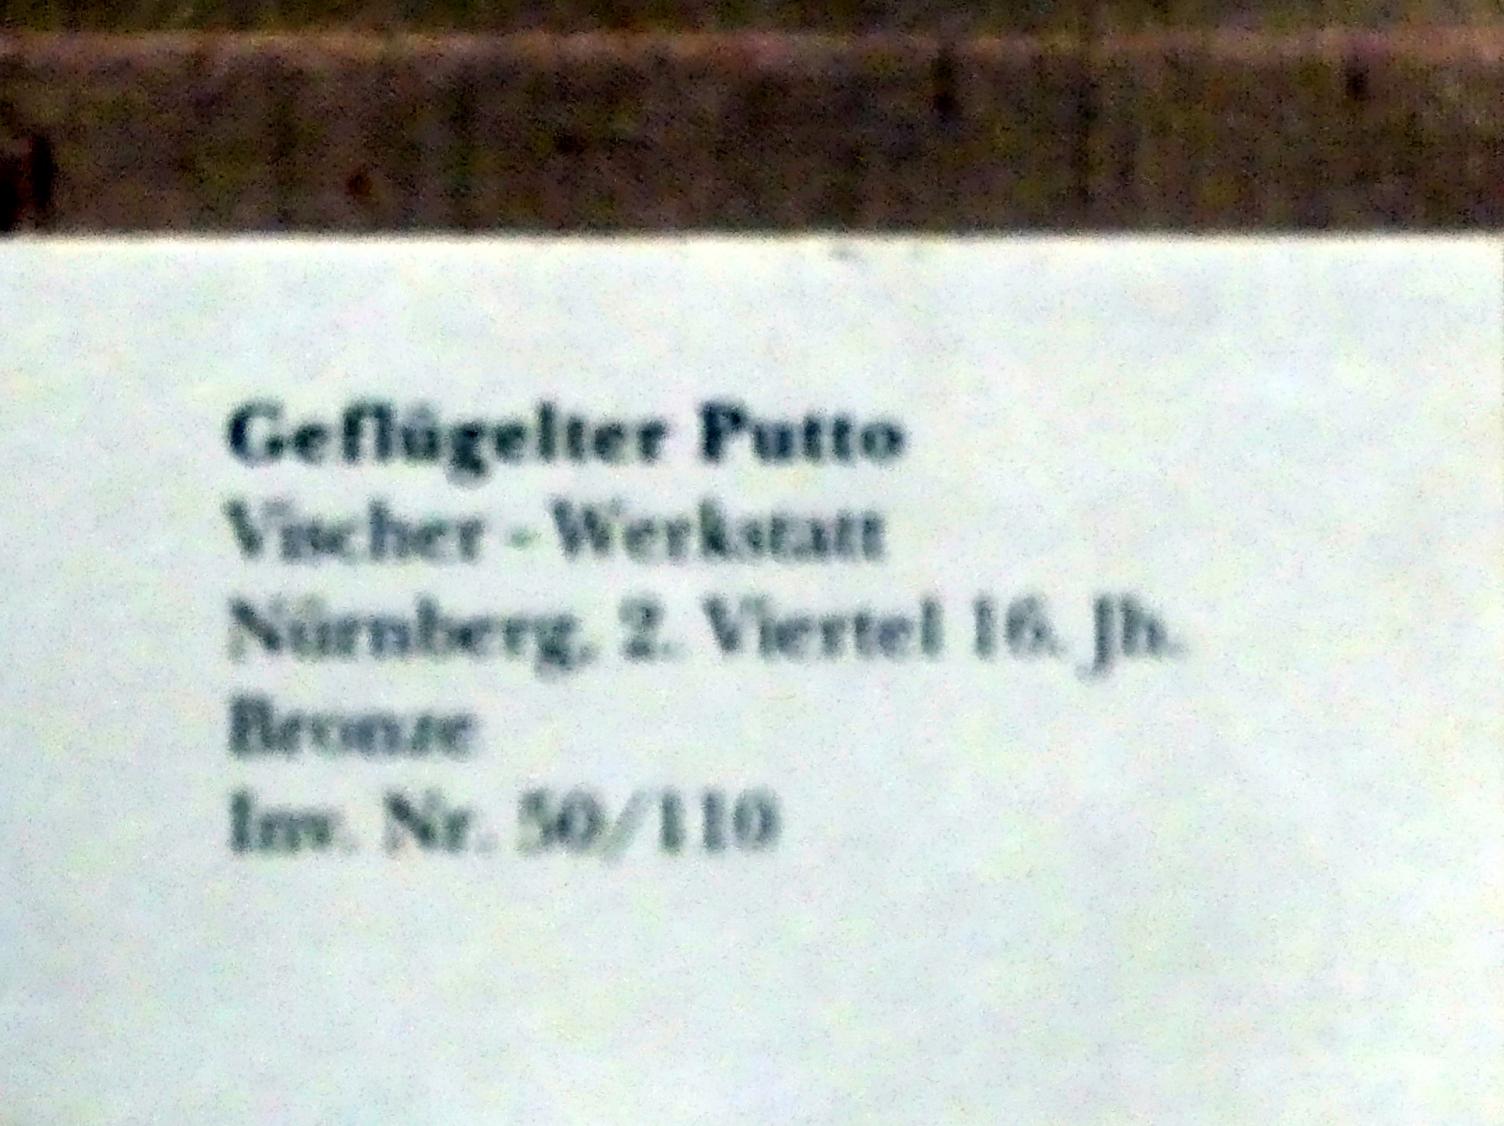 Geflügelter Putto
Vischer - Werkstatt
Nürnberg, 2. Viertel 16. Jh.
Bronze
Inv. Nr. 50/110